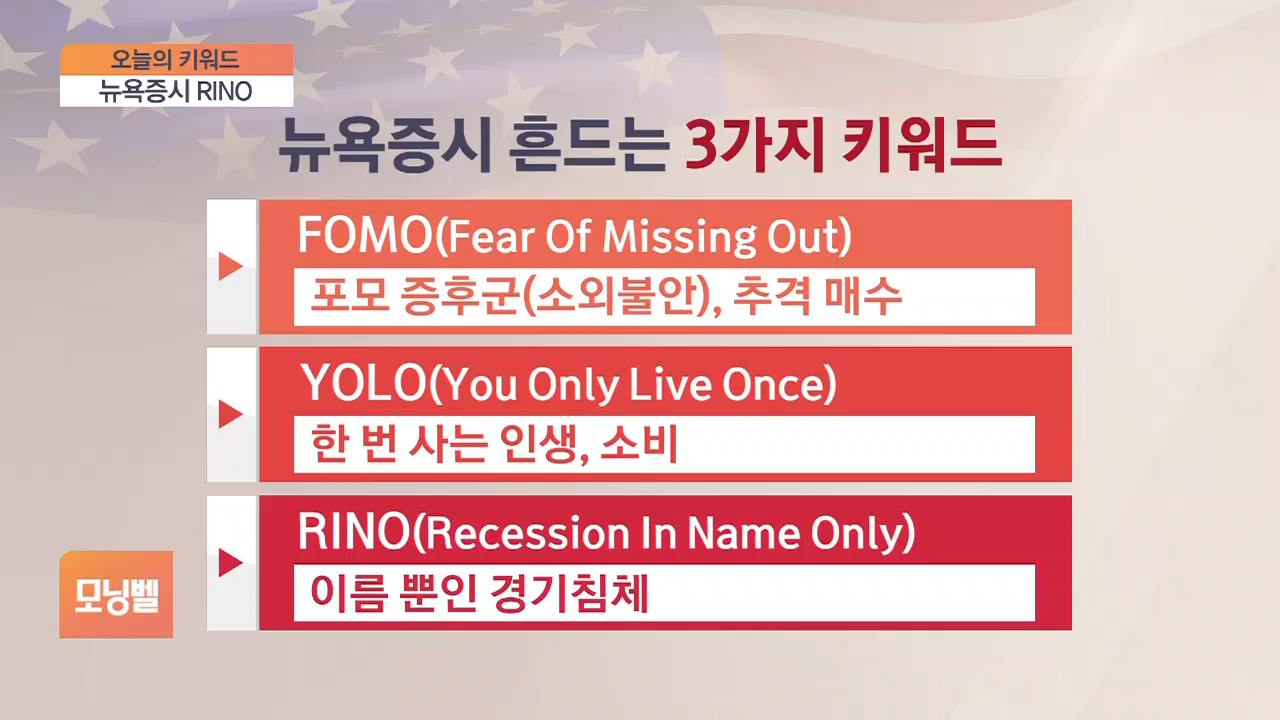 오늘의 키워드
뉴욕증시 RINO
뉴욕증시 흔드는 3가지 키워드
FOMO(Fear Of Missing Out)
포모 증후군(소외불안), 추격 매수
YOLO(You Only Live Once)
한 번 사는 인생, 소비
RINO(Recession In Name Only)
이름 뿐인 경기침체
모닝벨